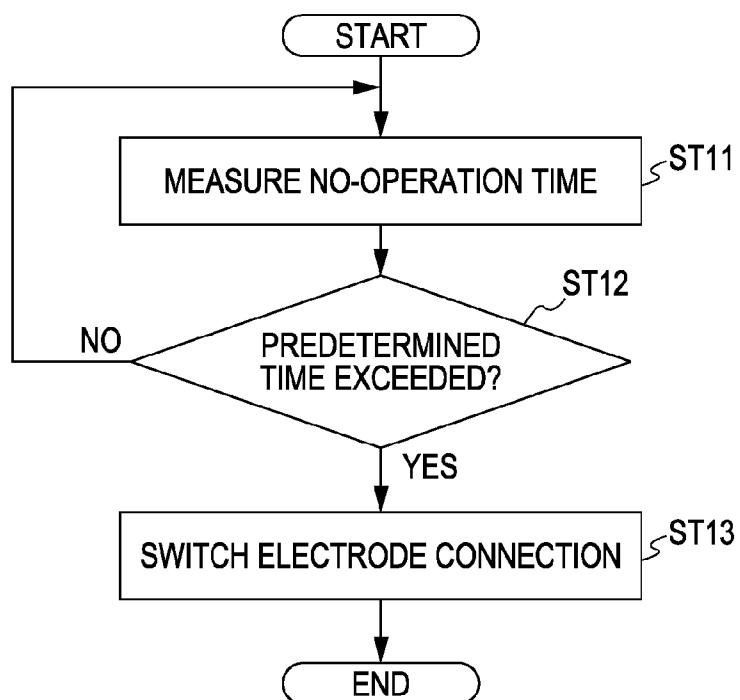 START
MEASURE NO-OPERATION TIME
ST11
ST12
NO
PREDETERMINED
TIME EXCEEDED?
YES
SWITCH ELECTRODE CONNECTION
ST13
END